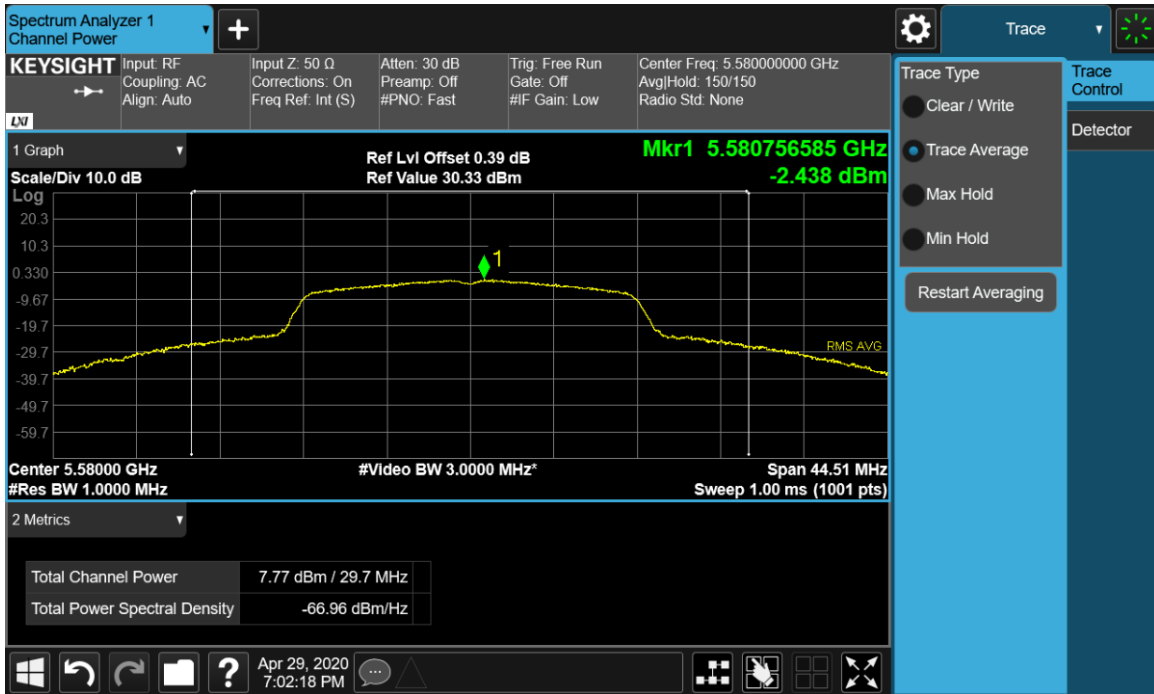 Spectrum Analyzer 1
Channel Power
+
Trace
KEYSIGHT
LXI
Input: RF
Coupling: AC
Align: Auto
Input Z: 50 Ω
Corrections: On
Freq Ref: Int (S)
Atten: 30 dB
Preamp: Off
#PNO: Fast
Trig: Free Run
Gate: Off
#IF Gain: Low
Center Freq: 5.580000000 GHz
Avg|Hold: 150/150
Radio Std: None
Trace Type
Clear / Write
Trace Average
Max Hold
Min Hold
Restart Averaging
Trace
Control
Detector
1 Graph
Scale/Div 10.0 dB
Ref Lvl Offset 0.39 dB
Ref Value 30.33 dBm
Mkr1 5.580756585 GHz
-2.438 dBm
Log
20.3
10.3
0.330
-9.67
-19.7
-29.7
-39.7
-49.7
-59.7
1
RMS AVG
Center 5.58000 GHz
#Res BW 1.0000 MHz
#Video BW 3.0000 MHz*
Span 44.51 MHz
Sweep 1.00 ms (1001 pts)
2 Metrics
Total Channel Power 7.77 dBm / 29.7 MHz
Total Power Spectral Density -66.96 dBm/Hz
?
Apr 29, 2020
7:02:18 PM